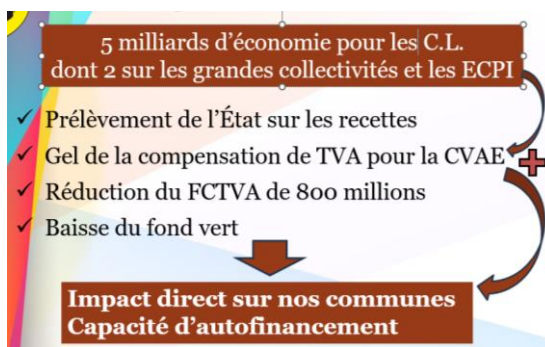 5 milliards d’économie pour les C.L.
dont 2 sur les grandes collectivités et les ECPI
Prélèvement de l’État sur les recettes
Gel de la compensation de TVA pour la CVAE
Réduction du FCTVA de 800 millions
Baisse du fond vert
Impact direct sur nos communes
Capacité d’autofinancement